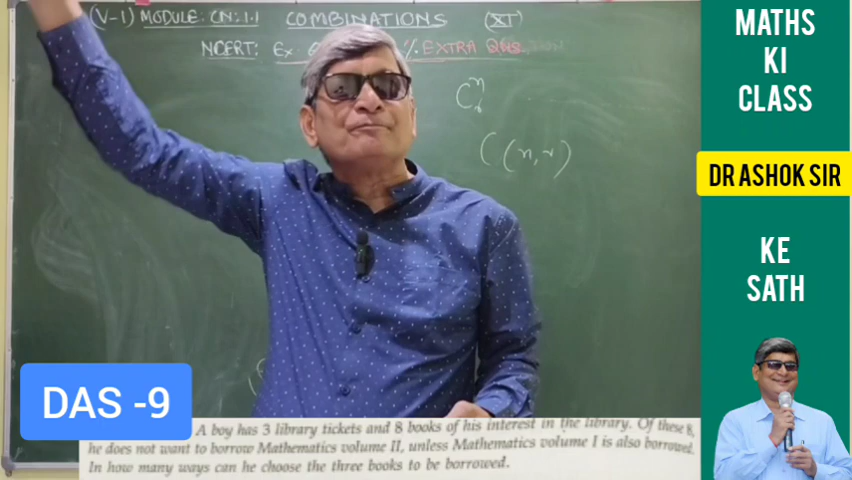 (V-1) MODULE: CN: 1.1 COMBINATIONS (XI)
NCERT: Ex. % EXTRA QNS.
C
( (n, r)
MATHS
KI
CLASS
DR ASHOK SIR
KE
SATH
DAS -9
A boy has 3 library tickets and 8 books of his interest in the library. Of these 8,
he does not want to borrow Mathematics volume II, unless Mathematics volume I is also borrowed.
In how many ways can he choose the three books to be borrowed.